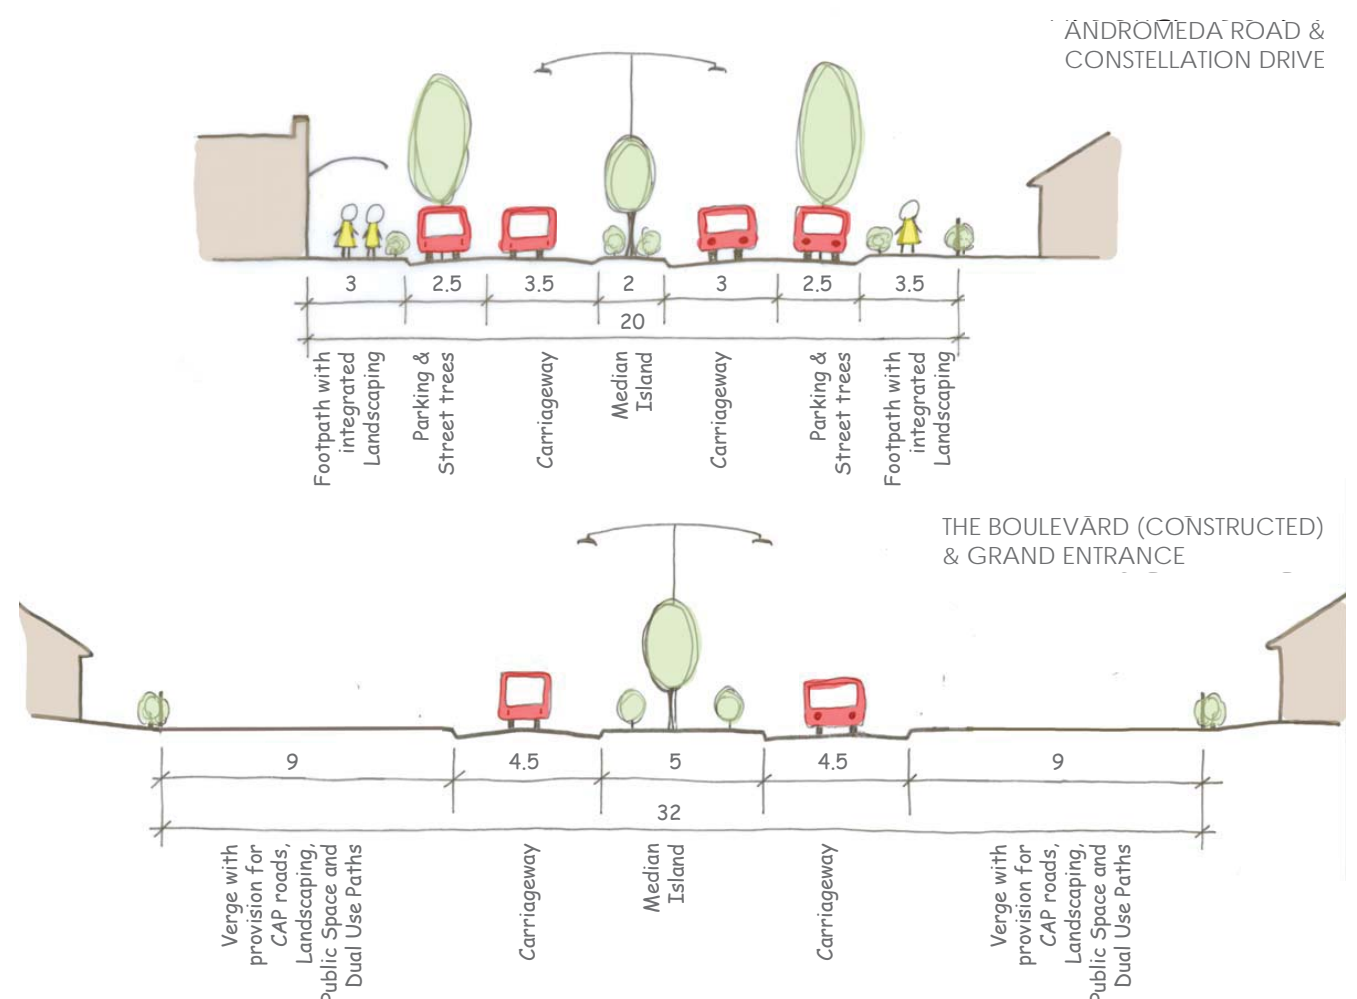 ANDROMEDA ROAD &
CONSTELLATION DRIVE
3
2.5
3.5
2
3
2.5
3.5
20
Footpath with
integrated
Landscaping
Parking &
Street trees
Carriageway
Median
Island
Carriageway
Parking &
Street trees
Footpath with
integrated
Landscaping
THE BOULEVARD (CONSTRUCTED)
& GRAND ENTRANCE
9
4.5
5
4.5
9
32
Verge with
provision for
CAP roads,
Landscaping,
Public Space and
Dual Use Paths
Carriageway
Median
Island
Carriageway
Verge with
provision for
CAP roads,
Landscaping,
Public Space and
Dual Use Paths